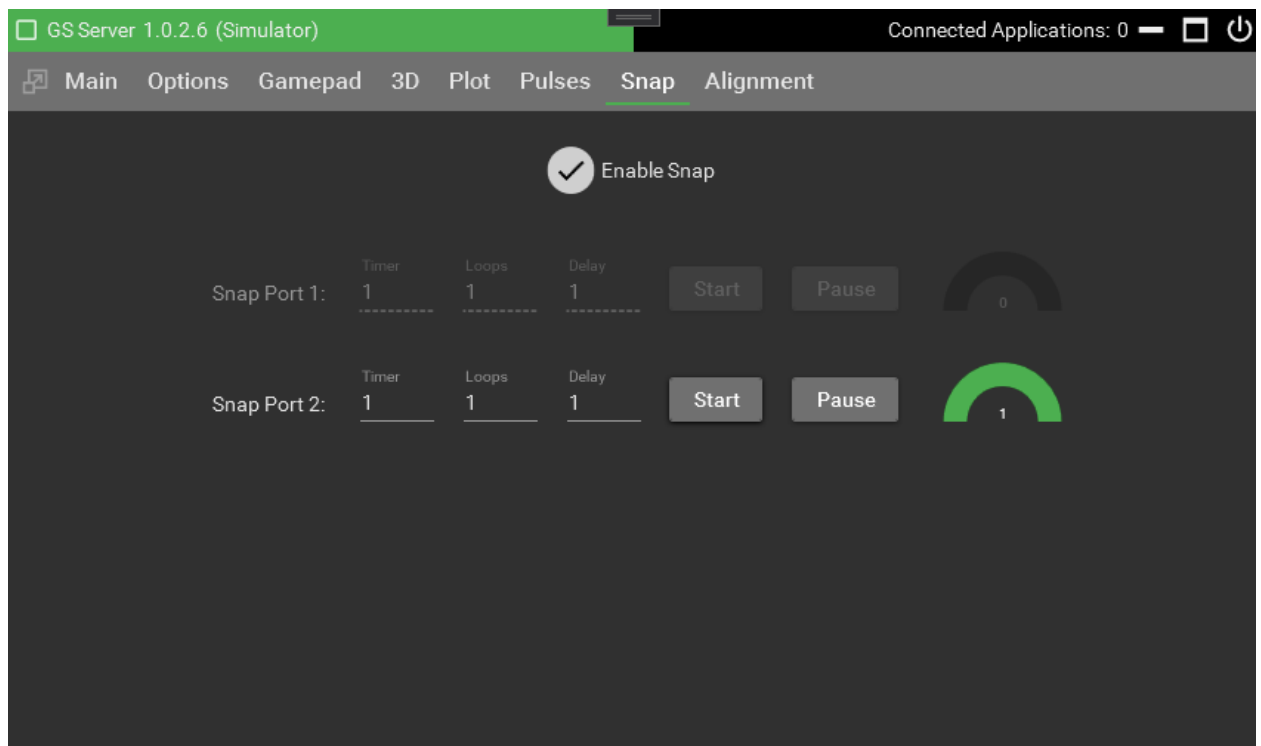 GS Server 1.0.2.6 (Simulator) Connected Applications: 0
Main Options Gamepad 3D Plot Pulses Snap Alignment
Enable Snap
Timer Loops Delay
Snap Port 1: 1 1 1 Start Pause 0
Timer Loops Delay
Snap Port 2: 1 1 1 Start Pause 1